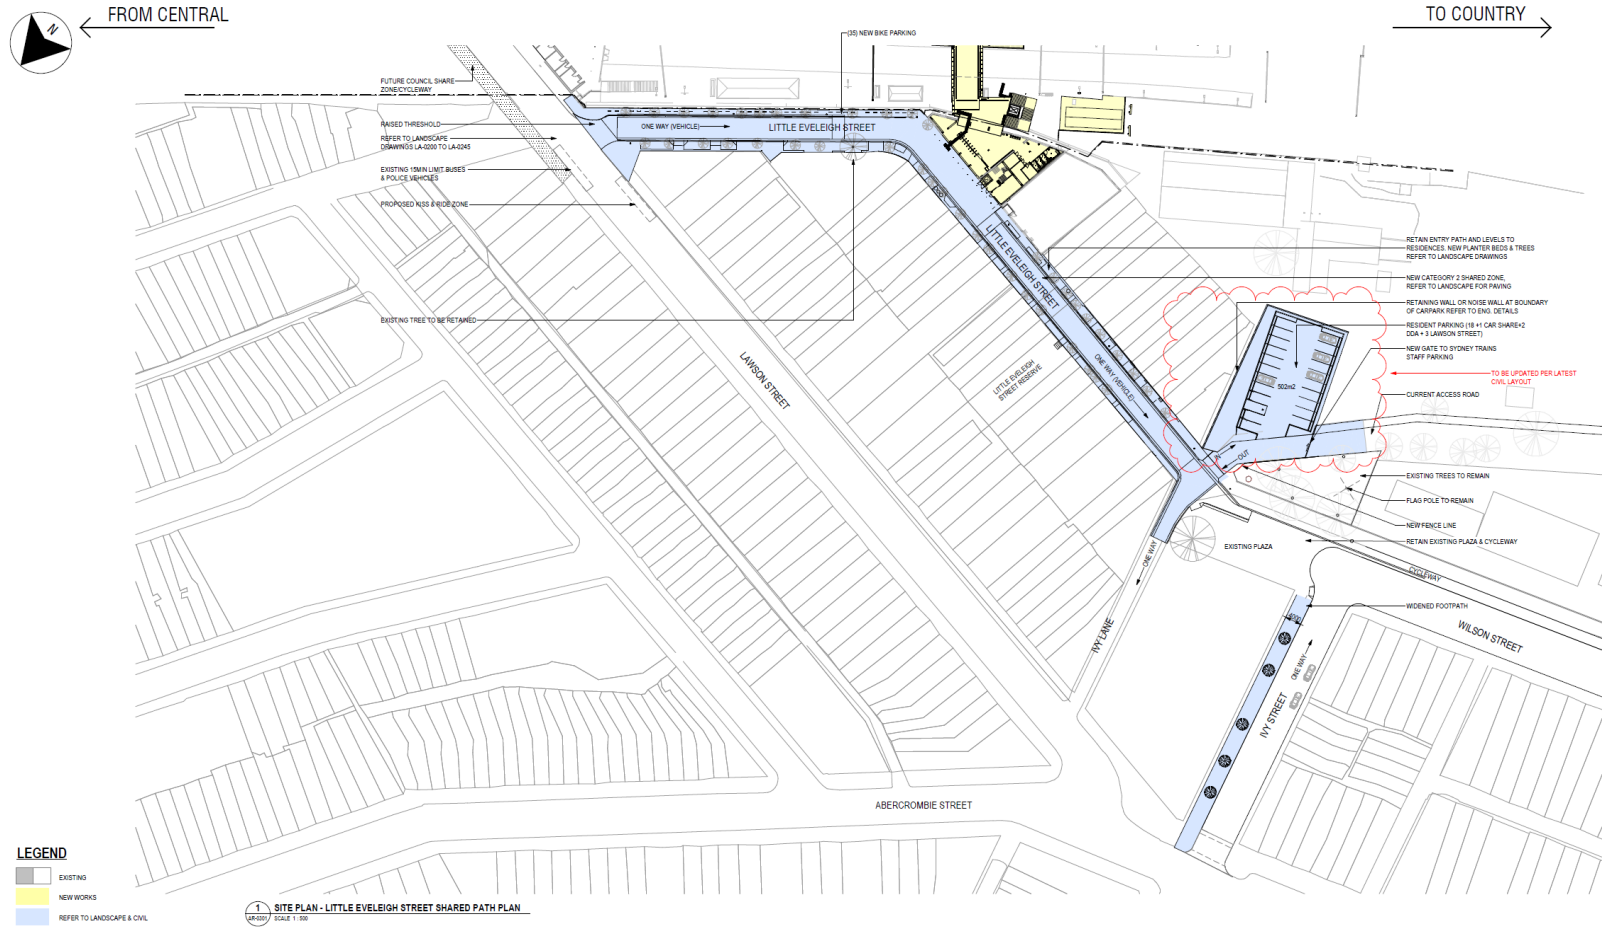 FROM CENTRAL
TO COUNTRY
N
(35) NEW BIKE PARKING
FUTURE COUNCIL SHARE
ZONE/CYCLEWAY
RAISED THRESHOLD
REFER TO LANDSCAPE
DRAWINGS LA-0200 TO LA-0245
EXISTING 15MIN LIMIT BUSES
& POLICE VEHICLES
PROPOSED KISS & RIDE ZONE
EXISTING TREE TO BE RETAINED
ONE WAY (VEHICLE)
LITTLE EVELEIGH STREET
LITTLE EVELEIGH STREET
ONE WAY (VEHICLE)
LITTLE EVELEIGH
STREET RESERVE
LAWSON STREET
RETAIN ENTRY PATH AND LEVELS TO
RESIDENCES. NEW PLANTER BEDS & TREES
REFER TO LANDSCAPE DRAWINGS
NEW CATEGORY 2 SHARED ZONE,
REFER TO LANDSCAPE FOR PAVING
RETAINING WALL OR NOISE WALL AT BOUNDARY
OF CARPARK REFER TO ENG. DETAILS
RESIDENT PARKING (18 +1 CAR SHARE+2
DDA + 3 LAWSON STREET)
NEW GATE TO SYDNEY TRAINS
STAFF PARKING
TO BE UPDATED PER LATEST
CIVIL LAYOUT
CURRENT ACCESS ROAD
502m2
IN
OUT
EXISTING TREES TO REMAIN
FLAG POLE TO REMAIN
NEW FENCE LINE
RETAIN EXISTING PLAZA & CYCLEWAY
EXISTING PLAZA
ONE WAY
CYCLEWAY
WIDENED FOOTPATH
4000
WILSON STREET
IVY LANE
ONE WAY
IVY STREET
ABERCROMBIE STREET
LEGEND
EXISTING
NEW WORKS
REFER TO LANDSCAPE & CIVIL
1
AR-0301
SITE PLAN - LITTLE EVELEIGH STREET SHARED PATH PLAN
SCALE 1 : 500